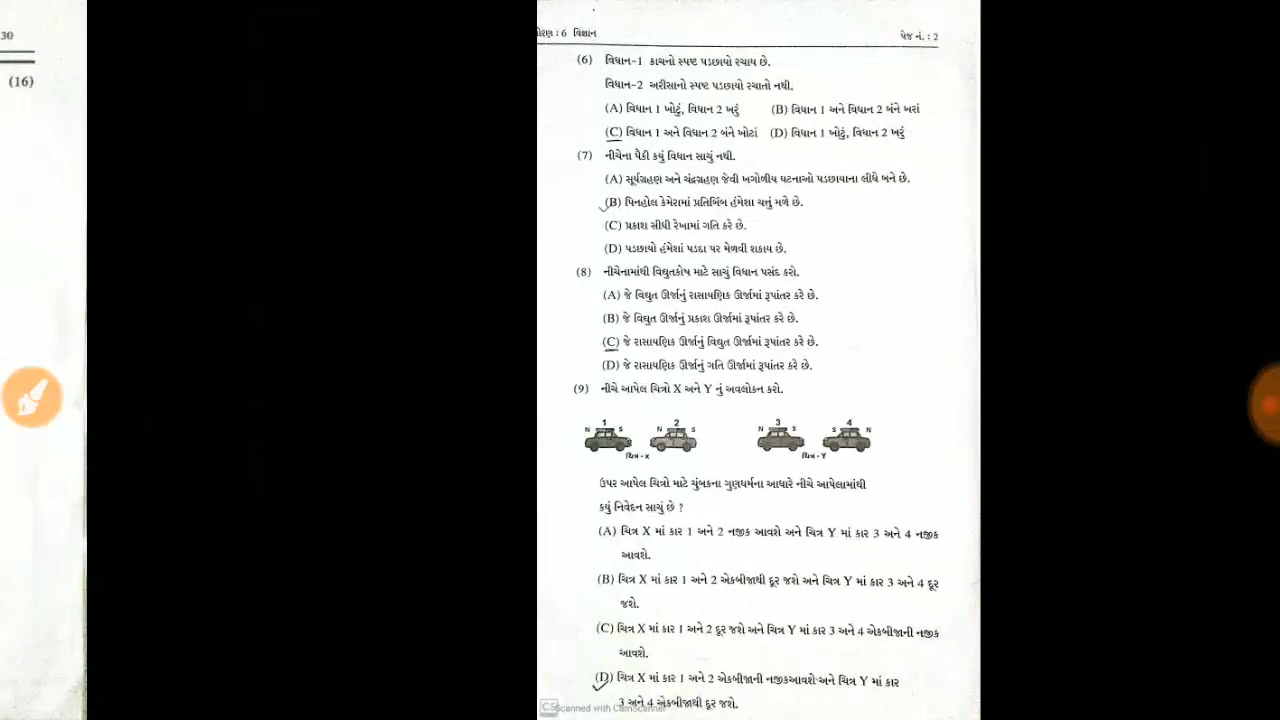 30
(16)
ોરણ : 6 વિજ્ઞાન પેજ નં. : 2
(6) વિધાન-1 કાચનો સ્પષ્ટ પડછાયો રચાય છે.
વિધાન-2 અરીસાનો સ્પષ્ટ પડછાયો રચાતો નથી.
(A) વિધાન 1 ખોટું, વિધાન 2 ખરું (B) વિધાન 1 અને વિધાન 2 બંને ખરાં
(C) વિધાન 1 અને વિધાન 2 બંને ખોટાં (D) વિધાન 1 ખોટું, વિધાન 2 ખરું
(7) નીચેના પૈકી કયું વિધાન સાચું નથી.
(A) સૂર્યગ્રહણ અને ચંદ્રગ્રહણ જેવી ખગોળીય ઘટનાઓ પડછાયાના લીધે બને છે.
(B) પિનહોલ કેમેરામાં પ્રતિબિંબ હંમેશા ચત્તું મળે છે.
(C) પ્રકાશ સીધી રેખામાં ગતિ કરે છે.
(D) પડછાયો હંમેશાં પડદા પર મેળવી શકાય છે.
(8) નીચેનામાંથી વિદ્યુતકોષ માટે સાચું વિધાન પસંદ કરો.
(A) જે વિદ્યુત ઊર્જાનું રાસાયણિક ઊર્જામાં રૂપાંતર કરે છે.
(B) જે વિદ્યુત ઊર્જાનું પ્રકાશ ઊર્જામાં રૂપાંતર કરે છે.
(C) જે રાસાયણિક ઊર્જાનું વિદ્યુત ઊર્જામાં રૂપાંતર કરે છે.
(D) જે રાસાયણિક ઊર્જાનું ગતિ ઊર્જામાં રૂપાંતર કરે છે.
(9) નીચે આપેલ ચિત્રો X અને Y નું અવલોકન કરો.
1 2 3 4
N S N S N S S N
ચિત્ર - X ચિત્ર - Y
ઉપર આપેલ ચિત્રો માટે ચુંબકના ગુણધર્મના આધારે નીચે આપેલામાંથી
કયું નિવેદન સાચું છે ?
(A) ચિત્ર X માં કાર 1 અને 2 નજીક આવશે અને ચિત્ર Y માં કાર 3 અને 4 નજીક
આવશે.
(B) ચિત્ર X માં કાર 1 અને 2 એકબીજાથી દૂર જશે અને ચિત્ર Y માં કાર 3 અને 4 દૂર
જશે.
(C) ચિત્ર X માં કાર 1 અને 2 દૂર જશે અને ચિત્ર Y માં કાર 3 અને 4 એકબીજાની નજીક
આવશે.
(D) ચિત્ર X માં કાર 1 અને 2 એકબીજાની નજીકઆવશે અને ચિત્ર Y માં કાર
3 અને 4 એકબીજાથી દૂર જશે.
CS Scanned with CamScanner